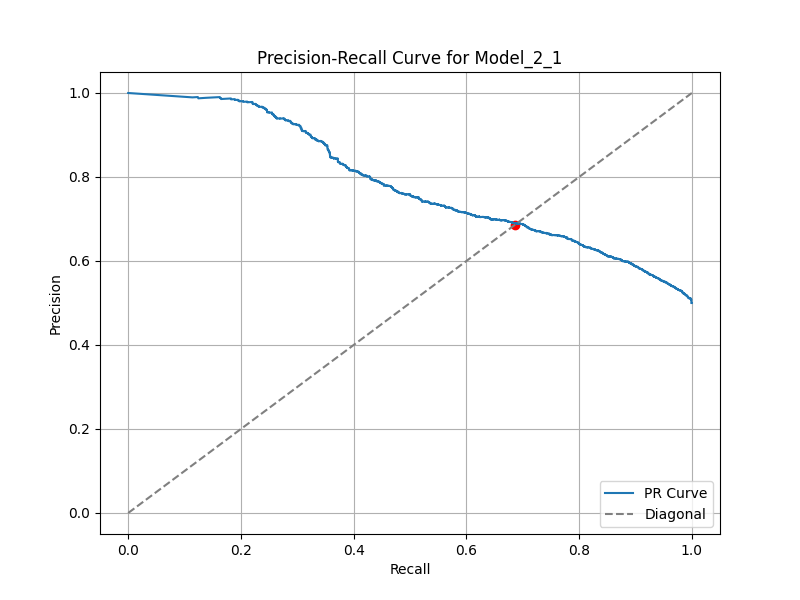 Precision-Recall Curve for Model_2_1
Precision
1.0
0.8
0.6
0.4
0.2
0.0
PR Curve
Diagonal
0.0 0.2 0.4 0.6 0.8 1.0
Recall